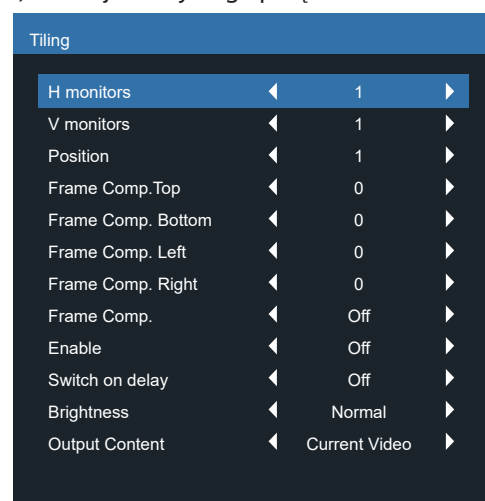 Tiling
H monitors 1
V monitors 1
Position 1
Frame Comp.Top 0
Frame Comp. Bottom 0
Frame Comp. Left 0
Frame Comp. Right 0
Frame Comp. Off
Enable Off
Switch on delay Off
Brightness Normal
Output Content Current Video